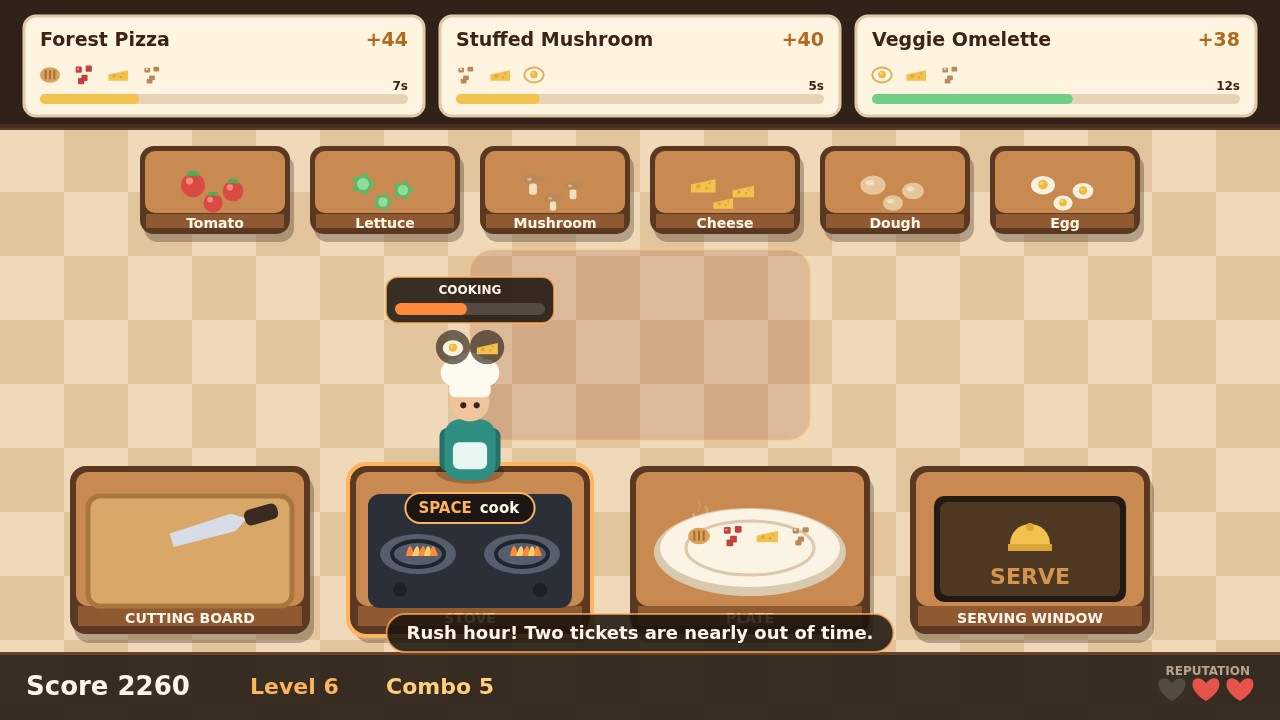 Forest Pizza +44
7s
Stuffed Mushroom +40
5s
Veggie Omelette +38
12s
Tomato
Lettuce
Mushroom
Cheese
Dough
Egg
COOKING
SPACE cook
SERVE
CUTTING BOARD
STOVE
PLATE
SERVING WINDOW
Rush hour! Two tickets are nearly out of time.
Score 2260
Level 6
Combo 5
REPUTATION